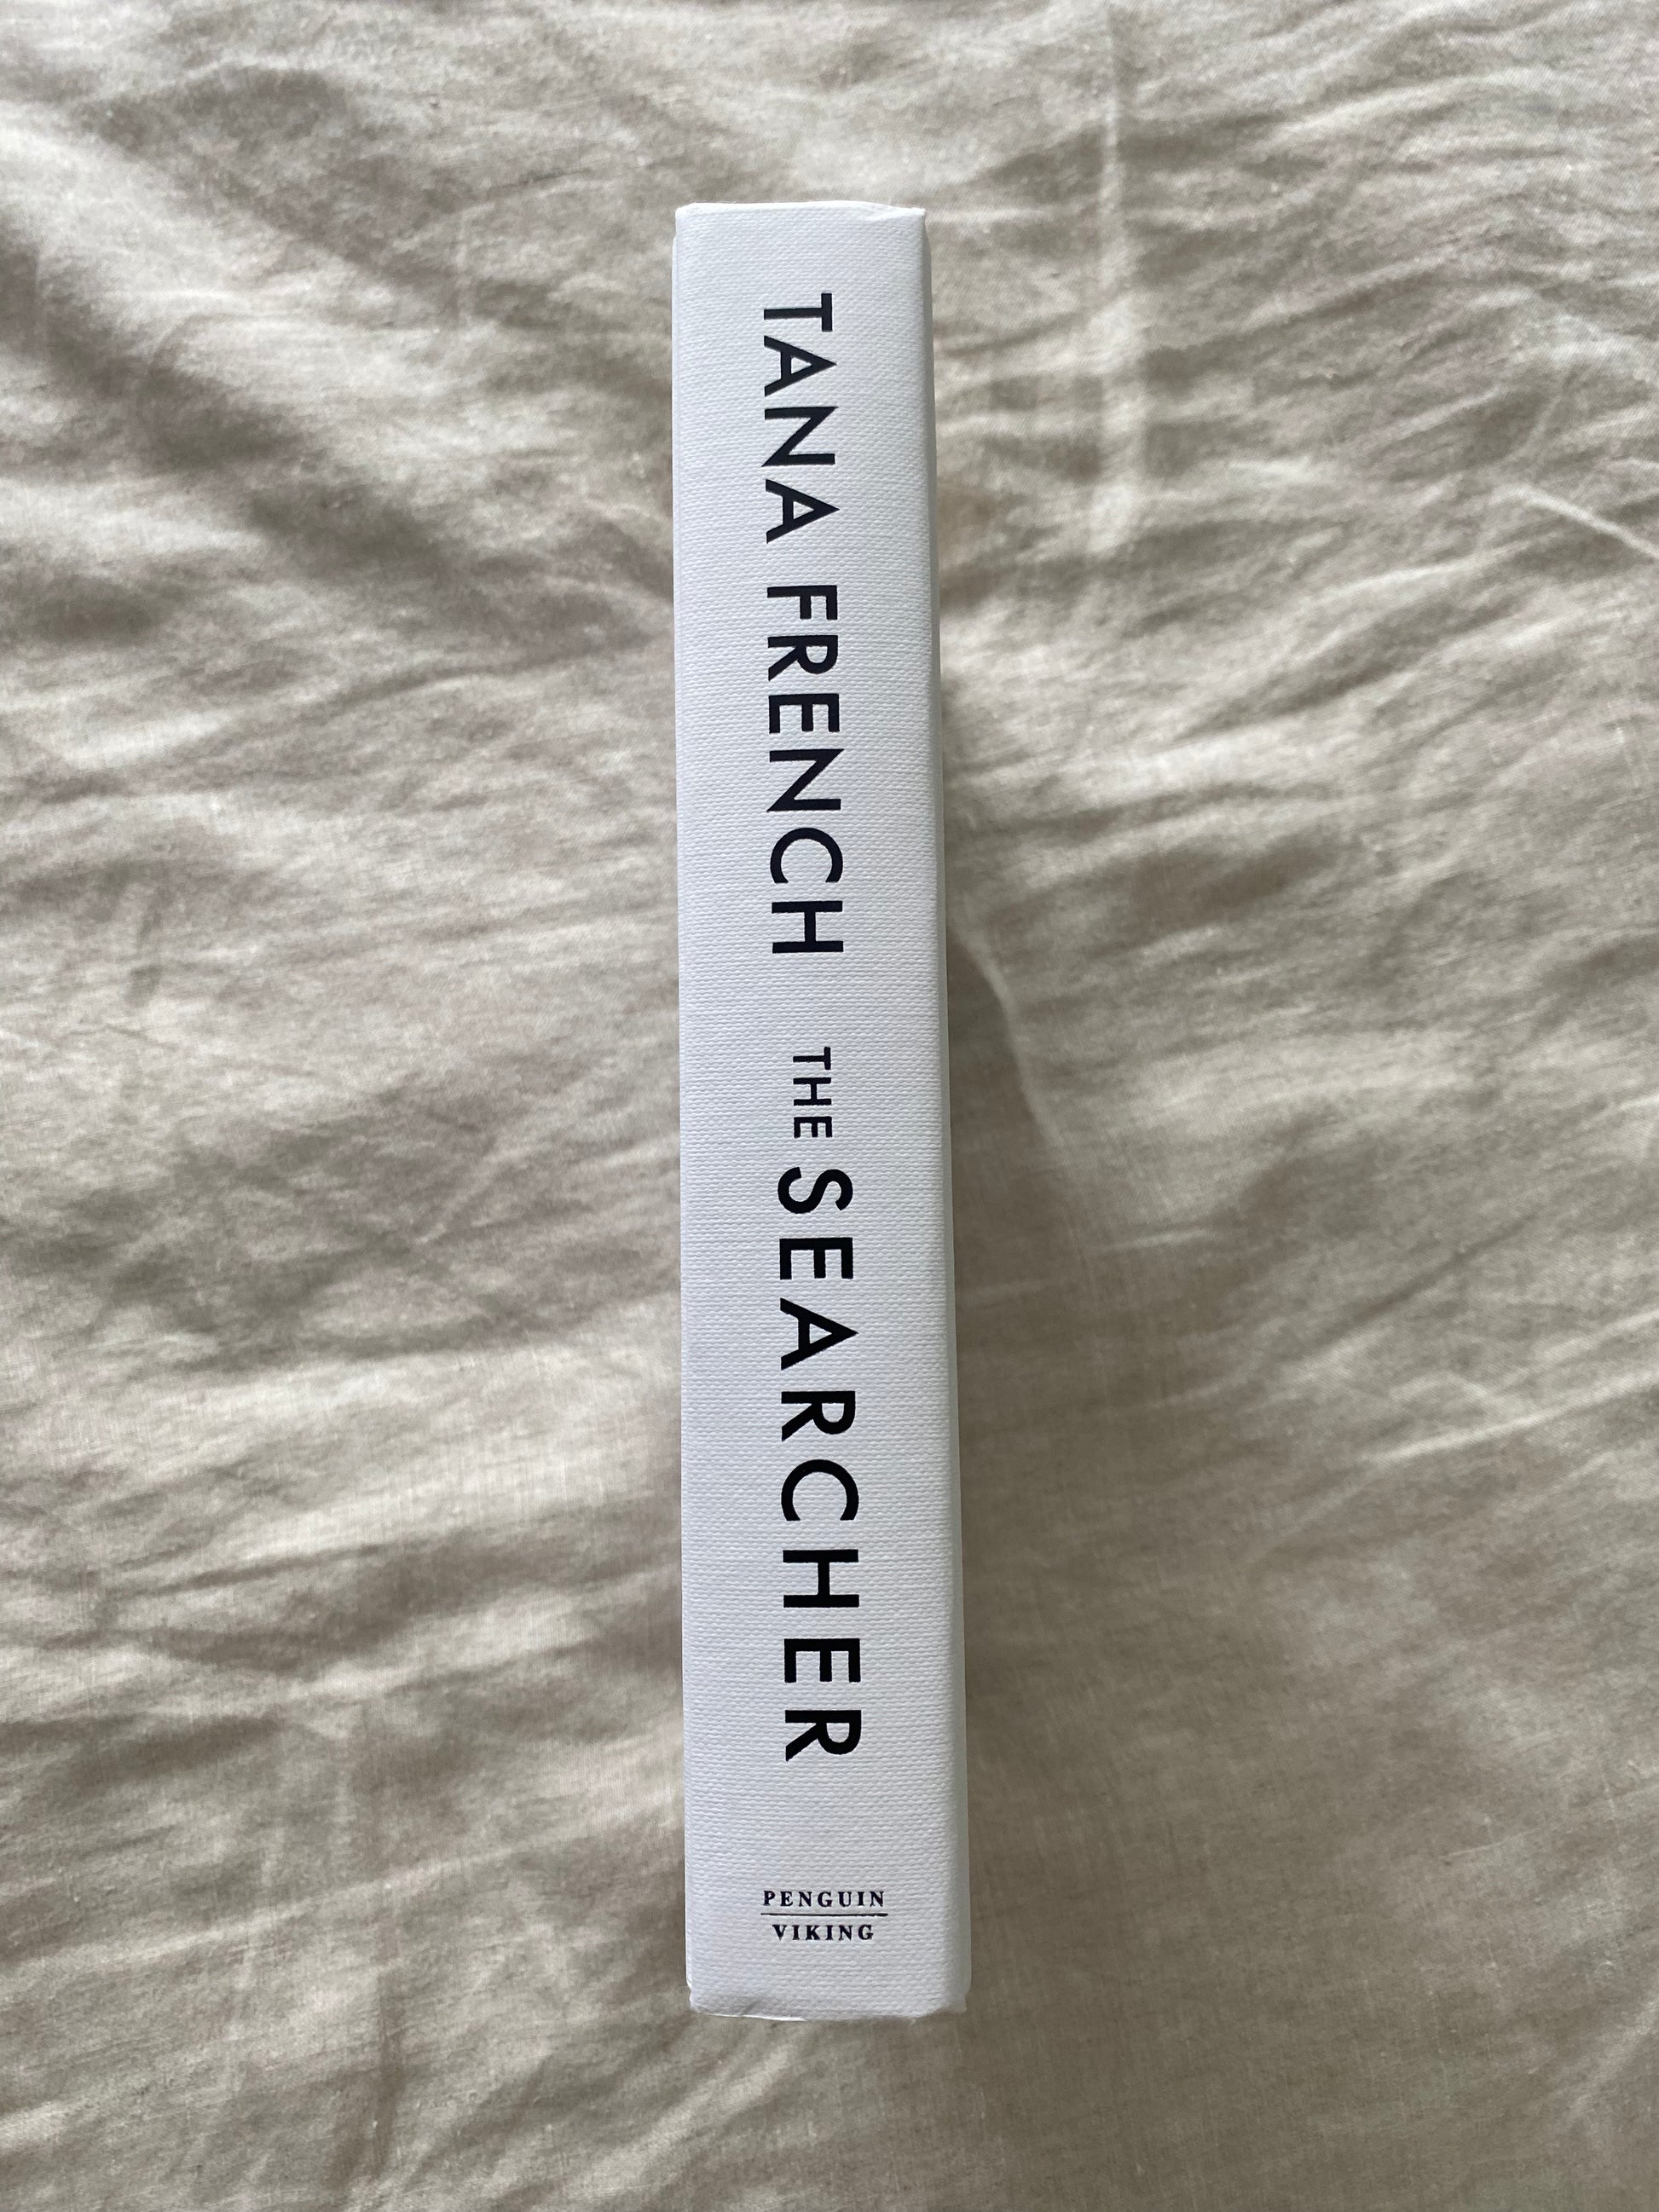 TANA FRENCH THE SEARCHER
PENGUIN
VIKING